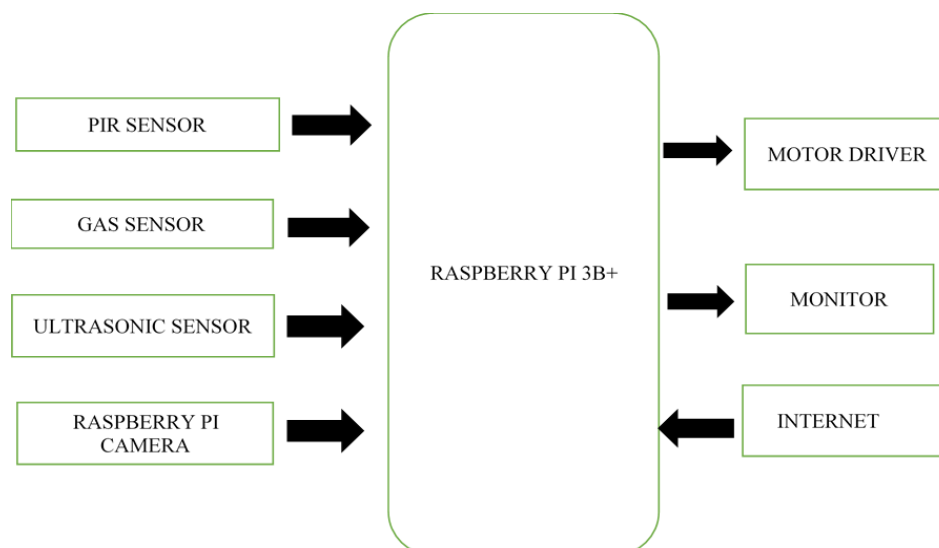 PIR SENSOR
GAS SENSOR
ULTRASONIC SENSOR
RASPBERRY PI
CAMERA
RASPBERRY PI 3B+
MOTOR DRIVER
MONITOR
INTERNET